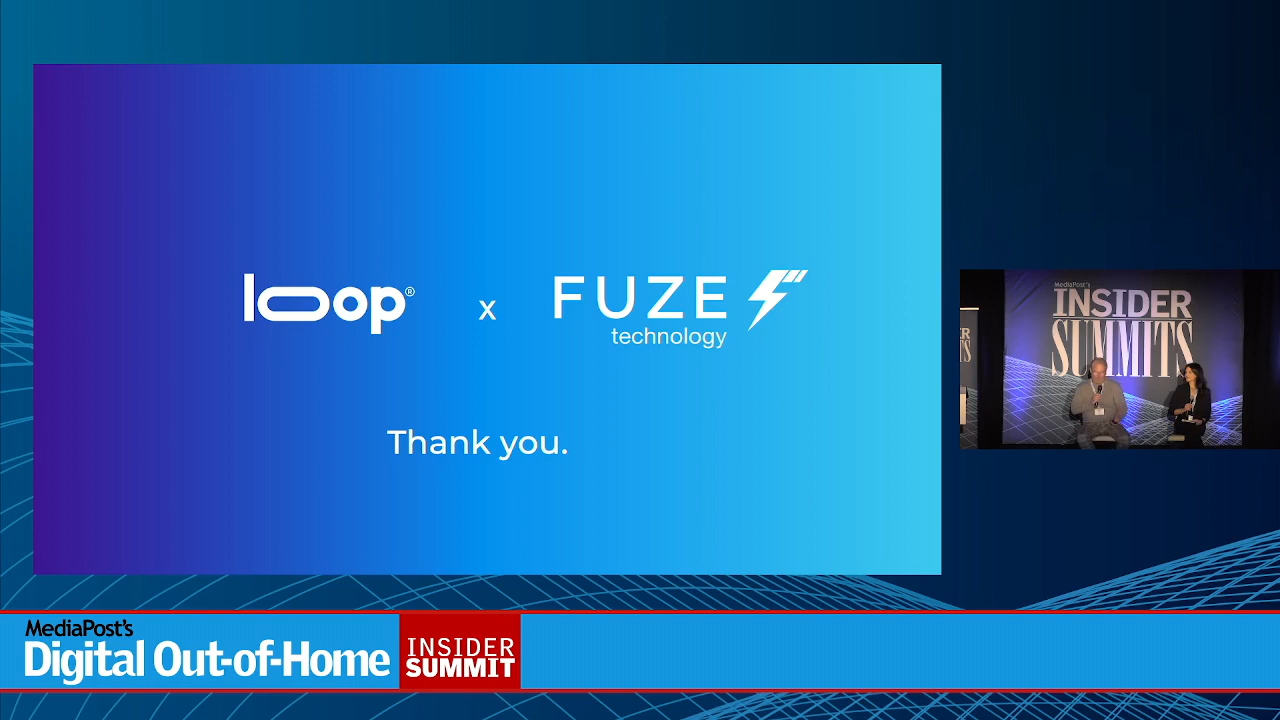 loop®
x
FUZE
technology
Thank you.
MediaPost's
INSIDER
SUMMITS
MediaPost's
Digital Out-of-Home
INSIDER
SUMMIT